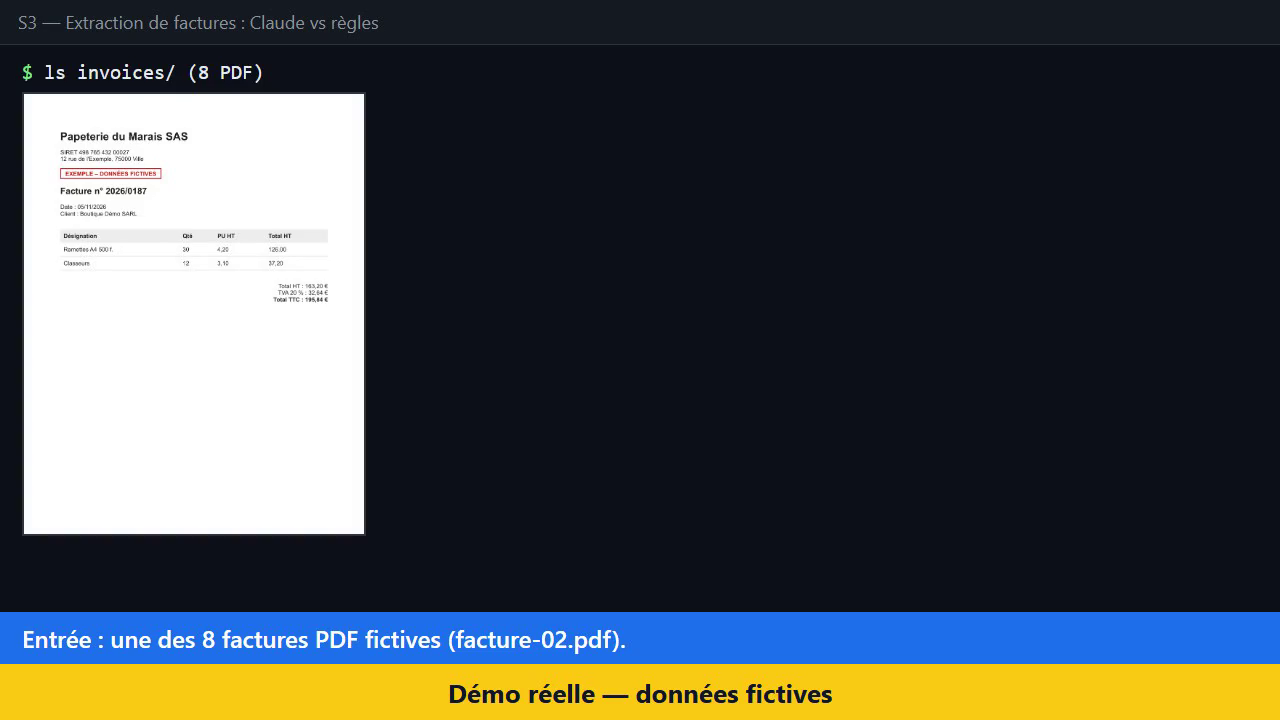 S3 — Extraction de factures : Claude vs règles
$ ls invoices/ (8 PDF)
Papeterie du Marais SAS
SIRET 498 765 432 00027
12 rue de l'Exemple, 75000 Ville
EXEMPLE – DONNÉES FICTIVES
Facture n° 2026/0187
Date : 05/11/2026
Client : Boutique Démo SARL
Désignation Qté PU HT Total HT
Ramettes A4 500 f. 30 4,20 126,00
Classeurs 12 3,10 37,20
Total HT : 163,20 €
TVA 20 % : 32,64 €
Total TTC : 195,84 €
Entrée : une des 8 factures PDF fictives (facture-02.pdf).
Démo réelle — données fictives